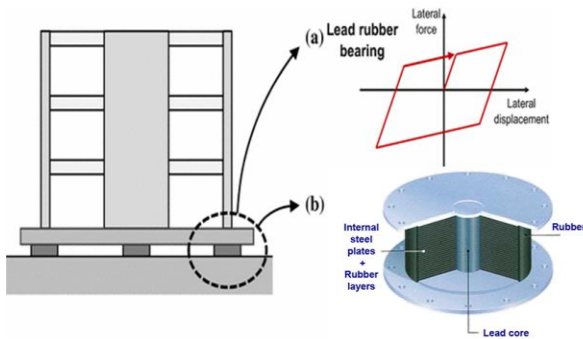 (a) Lead rubber
bearing
Lateral
force
Lateral
displacement
(b)
Internal
steel
plates
+
Rubber
layers
Rubber
Lead core